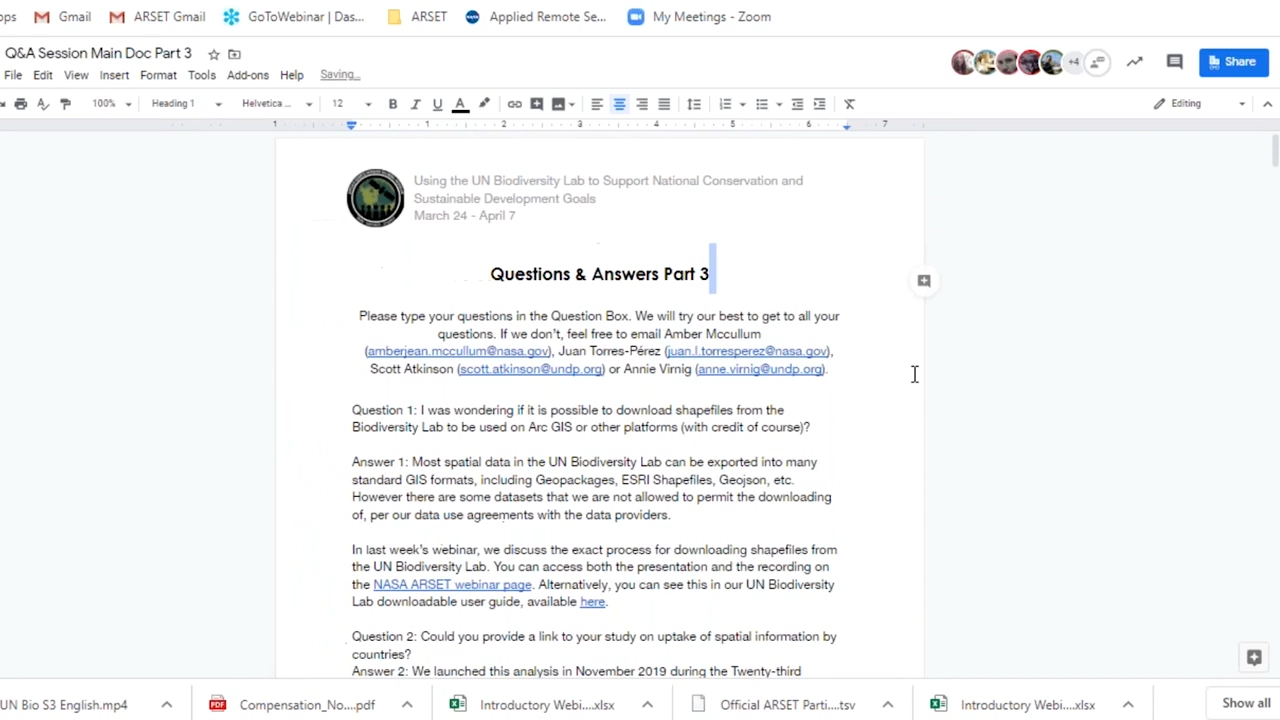 ops Gmail ARSET Gmail GoToWebinar | Das... ARSET Applied Remote Se... My Meetings - Zoom
Q&A Session Main Doc Part 3
File Edit View Insert Format Tools Add-ons Help Saving... +4 Share
100% Heading 1 Helvetica ... 12 B I U A Editing
1 1 2 3 4 5 6 7
Using the UN Biodiversity Lab to Support National Conservation and
Sustainable Development Goals
March 24 - April 7
Questions & Answers Part 3
Please type your questions in the Question Box. We will try our best to get to all your
questions. If we don't, feel free to email Amber Mccullum
(amberjean.mccullum@nasa.gov), Juan Torres-Pérez (juan.l.torresperez@nasa.gov),
Scott Atkinson (scott.atkinson@undp.org) or Annie Virnig (anne.virnig@undp.org).
Question 1: I was wondering if it is possible to download shapefiles from the
Biodiversity Lab to be used on Arc GIS or other platforms (with credit of course)?
Answer 1: Most spatial data in the UN Biodiversity Lab can be exported into many
standard GIS formats, including Geopackages, ESRI Shapefiles, Geojson, etc.
However there are some datasets that we are not allowed to permit the downloading
of, per our data use agreements with the data providers.
In last week's webinar, we discuss the exact process for downloading shapefiles from
the UN Biodiversity Lab. You can access both the presentation and the recording on
the NASA ARSET webinar page. Alternatively, you can see this in our UN Biodiversity
Lab downloadable user guide, available here.
Question 2: Could you provide a link to your study on uptake of spatial information by
countries?
Answer 2: We launched this analysis in November 2019 during the Twenty-third
UN Bio S3 English.mp4 Compensation_No....pdf Introductory Webi....xlsx Official ARSET Parti....tsv Introductory Webi....xlsx Show all